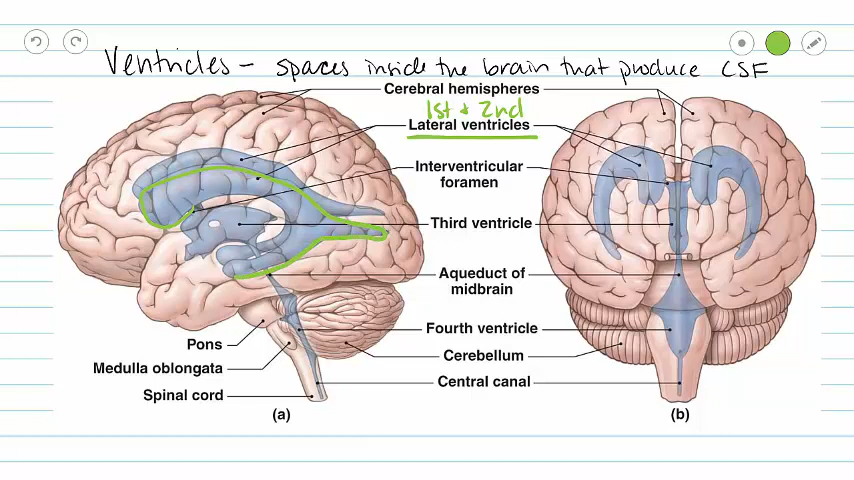 Ventricles – spaces inside the brain that produce CSF
Cerebral hemispheres
1st + 2nd
Lateral ventricles
Interventricular
foramen
Third ventricle
Aqueduct of
midbrain
Fourth ventricle
Pons
Cerebellum
Medulla oblongata
Central canal
Spinal cord
(a)
(b)